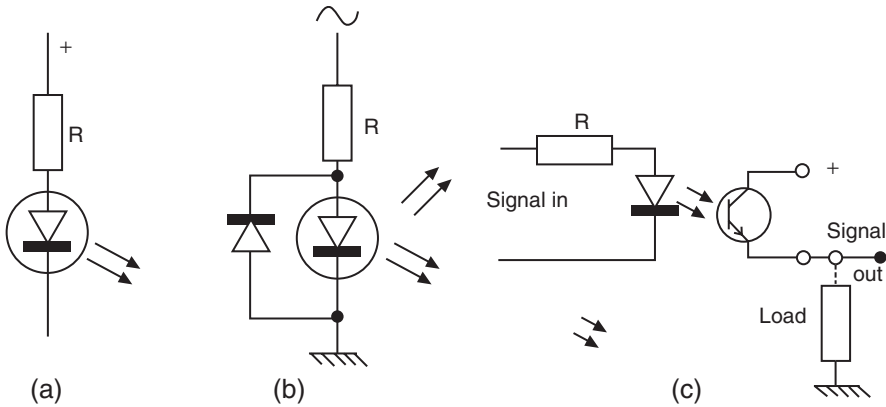 +
R
(a)
R
(b)
R
Signal in
+
Signal
out
Load
(c)